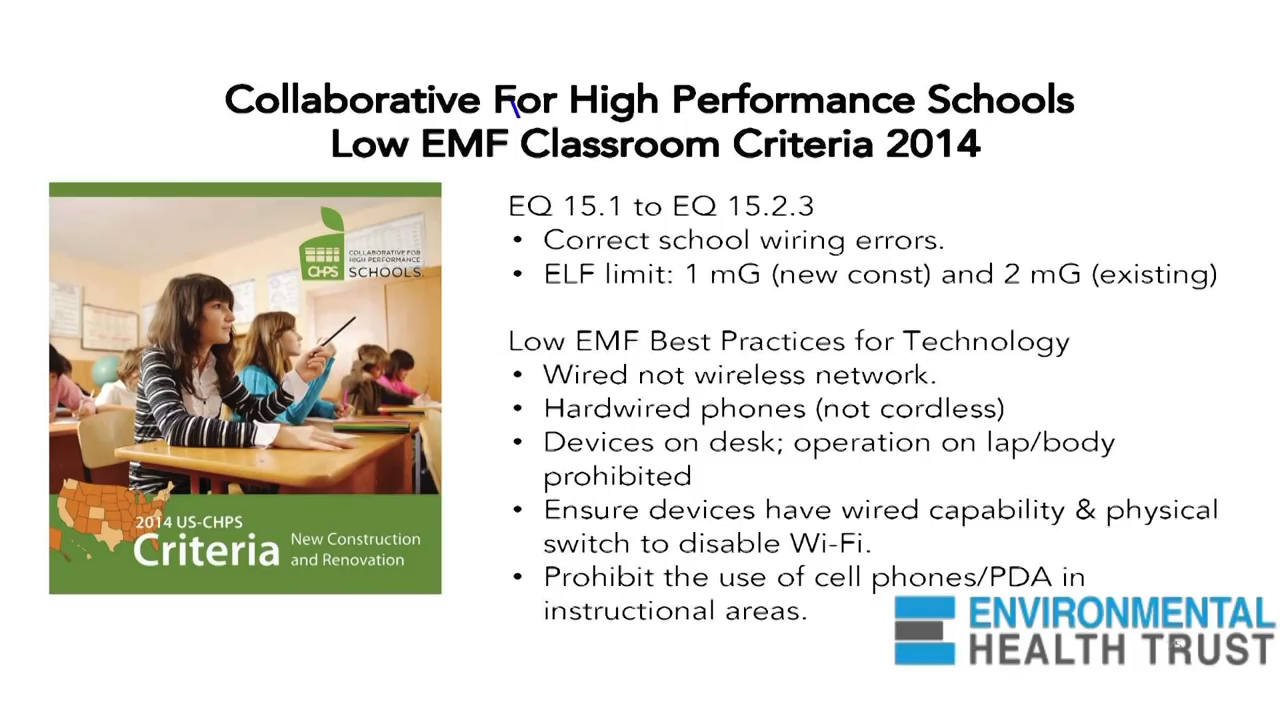 Collaborative For High Performance Schools
Low EMF Classroom Criteria 2014
COLLABORATIVE FOR
HIGH PERFORMANCE
SCHOOLS.
CHPS
2014 US-CHPS
Criteria
New Construction
and Renovation
EQ 15.1 to EQ 15.2.3
• Correct school wiring errors.
• ELF limit: 1 mG (new const) and 2 mG (existing)
Low EMF Best Practices for Technology
• Wired not wireless network.
• Hardwired phones (not cordless)
• Devices on desk; operation on lap/body
prohibited
• Ensure devices have wired capability & physical
switch to disable Wi-Fi.
• Prohibit the use of cell phones/PDA in
instructional areas.
ENVIRONMENTAL
HEALTH TRUST